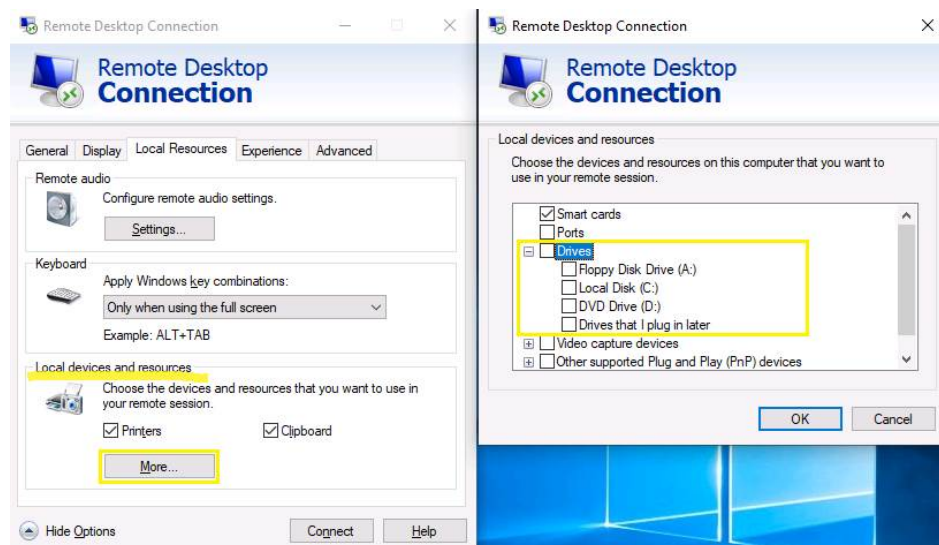 Remote Desktop Connection
Remote Desktop
Connection
General Display Local Resources Experience Advanced
Remote audio
Configure remote audio settings.
Settings...
Keyboard
Apply Windows key combinations:
Only when using the full screen
Example: ALT+TAB
Local devices and resources
Choose the devices and resources that you want to use in
your remote session.
Printers Clipboard
More...
Hide Options Connect Help
Remote Desktop Connection
Remote Desktop
Connection
Local devices and resources
Choose the devices and resources on this computer that you want to
use in your remote session.
Smart cards
Ports
Drives
Floppy Disk Drive (A:)
Local Disk (C:)
DVD Drive (D:)
Drives that I plug in later
Video capture devices
Other supported Plug and Play (PnP) devices
OK Cancel